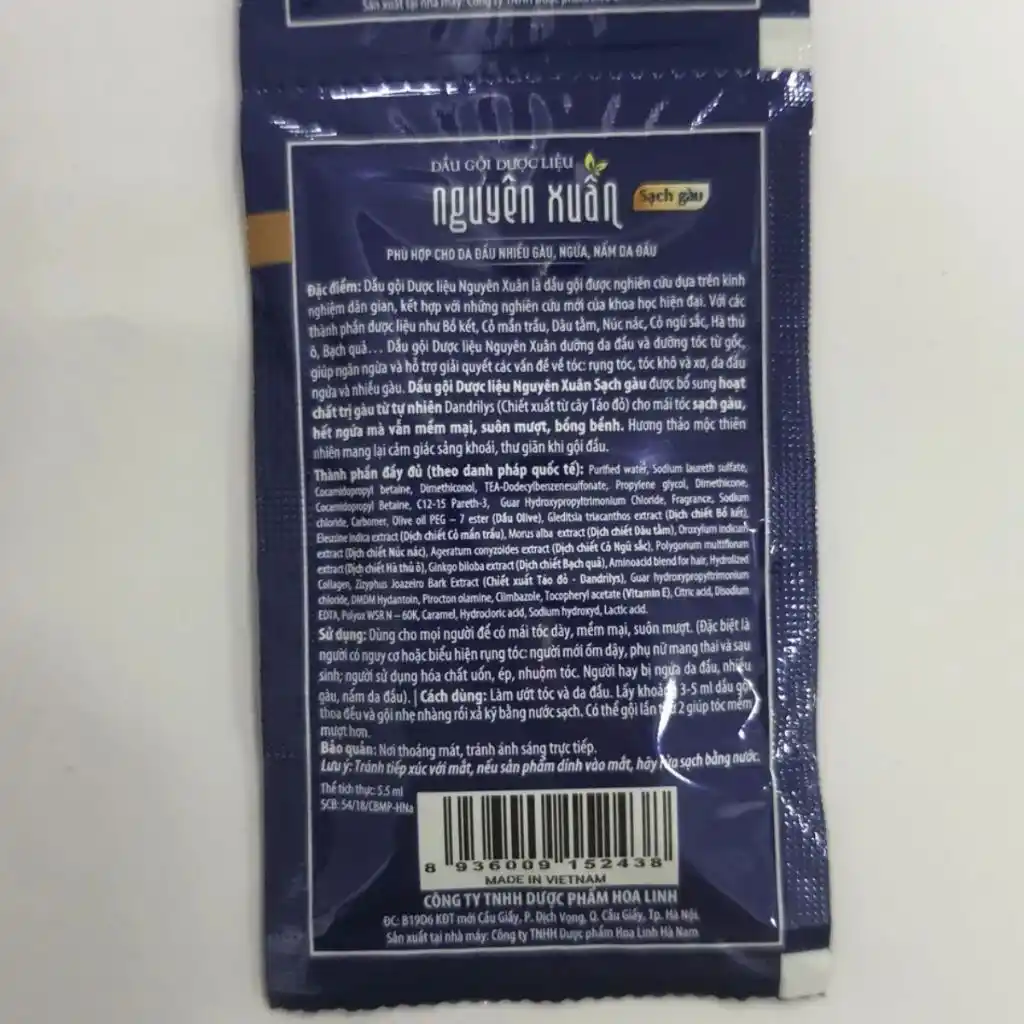 Sản xuất tại nhà máy: Công ty TNHH Dược phẩm Hoa
DẦU GỘI DƯỢC LIỆU
nguyên xuân Sạch gàu
PHÙ HỢP CHO DA ĐẦU NHIỀU GÀU, NGỨA, NẤM DA ĐẦU
Đặc điểm: Dầu gội Dược liệu Nguyên Xuân là dầu gội được nghiên cứu dựa trên kinh
nghiệm dân gian, kết hợp với những nghiên cứu mới của khoa học hiện đại. Với các
thành phần dược liệu như Bồ kết, Cỏ mần trầu, Dâu tằm, Núc nác, Cỏ ngũ sắc, Hà thủ
ô, Bạch quả... Dầu gội Dược liệu Nguyên Xuân dưỡng da đầu và dưỡng tóc từ gốc,
giúp ngăn ngừa và hỗ trợ giải quyết các vấn đề về tóc: rụng tóc, tóc khô và xơ, da đầu
ngứa và nhiều gàu. Dầu gội Dược liệu Nguyên Xuân Sạch gàu được bổ sung hoạt
chất trị gàu từ tự nhiên Dandrilys (Chiết xuất từ cây Táo đỏ) cho mái tóc sạch gàu,
hết ngứa mà vẫn mềm mại, suôn mượt, bồng bềnh. Hương thảo mộc thiên
nhiên mang lại cảm giác sảng khoái, thư giãn khi gội đầu.
Thành phần đầy đủ (theo danh pháp quốc tế): Purified water, Sodium laureth sulfate,
Cocamidopropyl betaine, Dimethiconol, TEA-Dodecylbenzenesulfonate, Propylene glycol, Dimethicone,
Cocamidopropyl Betaine, C12-15 Pareth-3, Guar Hydroxypropyltrimonium Chloride, Fragrance, Sodium
chloride, Carbomer, Olive oil PEG – 7 ester (Dầu Olive), Gleditsia triacanthos extract (Dịch chiết Bồ kết),
Eleuzine Indica extract (Dịch chiết Cỏ mần trầu), Morus alba extract (Dịch chiết Dâu tằm), Oroxylum indicum
extract (Dịch chiết Núc nác), Ageratum conyzoides extract (Dịch chiết Cỏ Ngũ sắc), Polygonum multiflorum
extract (Dịch chiết Hà thủ ô), Ginkgo biloba extract (Dịch chiết Bạch quả), Aminoacid blend for hair, Hydrolized
Collagen, Zizyphus Joazeiro Bark Extract (Chiết xuất Táo đỏ - Dandrilys), Guar hydroxypropyltrimonium
chloride, DMDM Hydantoin, Pirocton olamine, Climbazole, Tocopheryl acetate (Vitamin E), Citric acid, Disodium
EDTA, Polyox WSR N – 60K, Caramel, Hydrocloric acid, Sodium hydroxyd, Lactic acid.
Sử dụng: Dùng cho mọi người để có mái tóc dày, mềm mại, suôn mượt. (Đặc biệt là
người có nguy cơ hoặc biểu hiện rụng tóc: người mới ốm dậy, phụ nữ mang thai và sau
sinh; người sử dụng hóa chất uốn, ép, nhuộm tóc. Người hay bị ngứa da đầu, nhiều
gàu, nấm da đầu). | Cách dùng: Làm ướt tóc và da đầu. Lấy khoảng 3-5 ml dầu gội
thoa đều và gội nhẹ nhàng rồi xả kỹ bằng nước sạch. Có thể gội lần thứ 2 giúp tóc mềm
mượt hơn.
Bảo quản: Nơi thoáng mát, tránh ánh sáng trực tiếp.
Lưu ý: Tránh tiếp xúc với mắt, nếu sản phẩm dính vào mắt, hãy rửa sạch bằng nước.
Thể tích thực: 5.5 ml
SCB: 54/18/CBMP-HNa
8 936009 152438
MADE IN VIETNAM
CÔNG TY TNHH DƯỢC PHẨM HOA LINH
ĐC: B19D6 KĐT mới Cầu Giấy, P. Dịch Vọng, Q. Cầu Giấy, Tp. Hà Nội.
Sản xuất tại nhà máy: Công ty TNHH Dược phẩm Hoa Linh Hà Nam